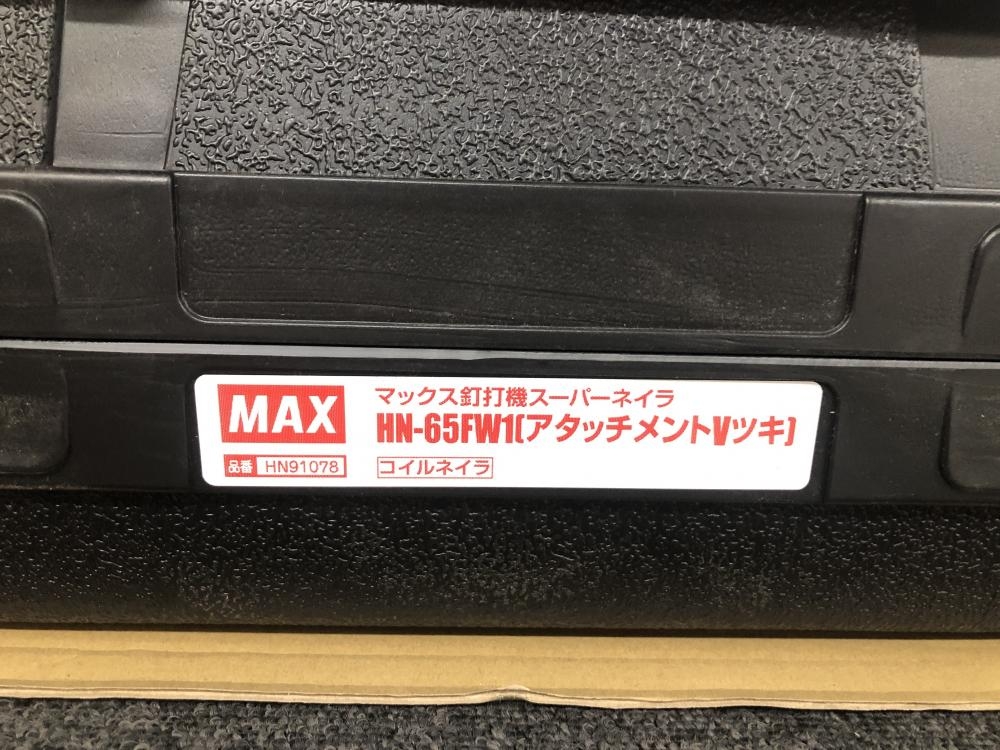 MAX
マックス釘打機スーパーネイラ
HN-65FW1(アタッチメントVツキ)
品番 HN91078
コイルネイラ